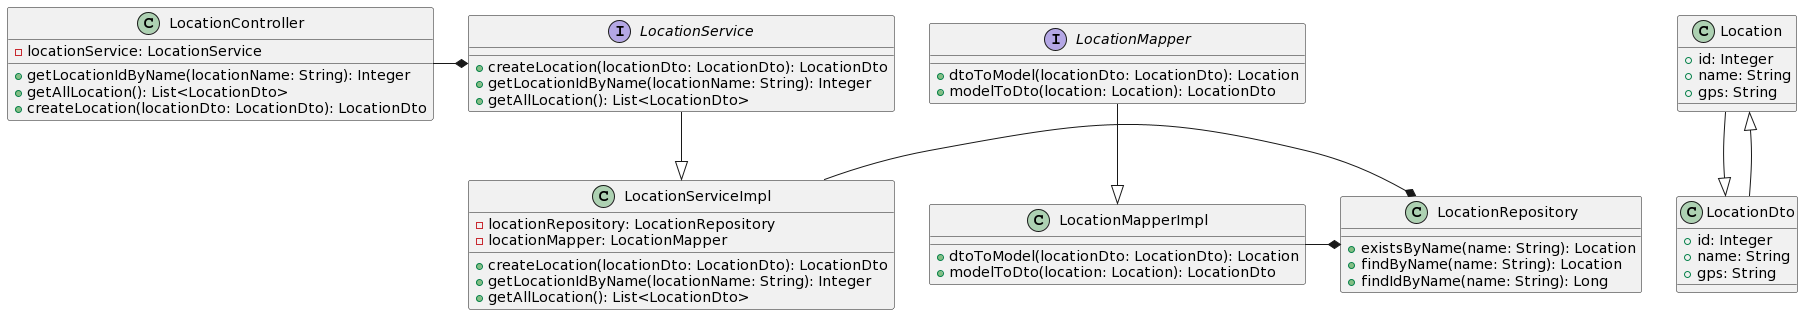 C LocationController
locationService: LocationService
getLocationIdByName(locationName: String): Integer
getAllLocation(): List<LocationDto>
createLocation(locationDto: LocationDto): LocationDto
I LocationService
createLocation(locationDto: LocationDto): LocationDto
getLocationIdByName(locationName: String): Integer
getAllLocation(): List<LocationDto>
I LocationMapper
dtoToModel(locationDto: LocationDto): Location
modelToDto(location: Location): LocationDto
C Location
id: Integer
name: String
gps: String
C LocationServiceImpl
locationRepository: LocationRepository
locationMapper: LocationMapper
createLocation(locationDto: LocationDto): LocationDto
getLocationIdByName(locationName: String): Integer
getAllLocation(): List<LocationDto>
C LocationMapperImpl
dtoToModel(locationDto: LocationDto): Location
modelToDto(location: Location): LocationDto
C LocationRepository
existsByName(name: String): Location
findByName(name: String): Location
findIdByName(name: String): Long
C LocationDto
id: Integer
name: String
gps: String